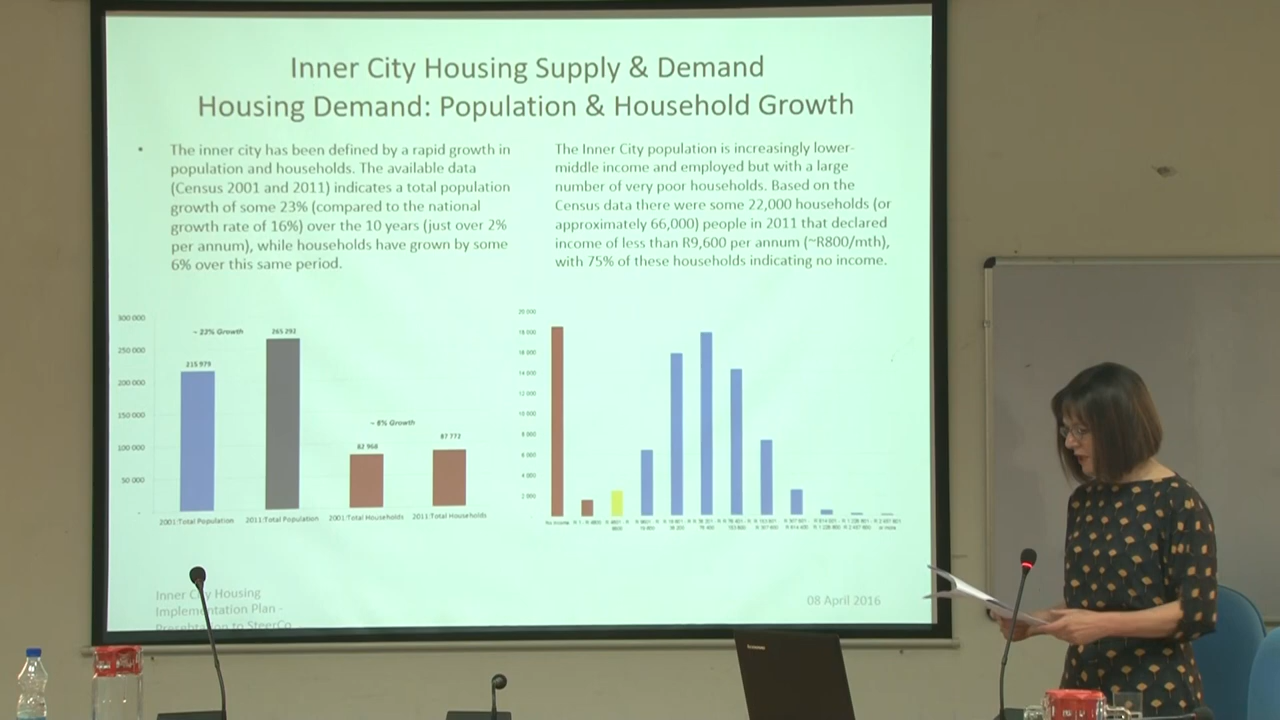 Inner City Housing Supply & Demand
Housing Demand: Population & Household Growth
• The inner city has been defined by a rapid growth in
population and households. The available data
(Census 2001 and 2011) indicates a total population
growth of some 23% (compared to the national
growth rate of 16%) over the 10 years (just over 2%
per annum), while households have grown by some
6% over this same period.
The Inner City population is increasingly lower-
middle income and employed but with a large
number of very poor households. Based on the
Census data there were some 22,000 households (or
approximately 66,000) people in 2011 that declared
income of less than R9,600 per annum (~R800/mth),
with 75% of these households indicating no income.
300 000
250 000
200 000
150 000
100 000
50 000
~ 23% Growth
215 979
265 292
~ 6% Growth
82 968
87 772
2001:Total Population
2011:Total Population
2001:Total Households
2011:Total Households
20 000
18 000
16 000
14 000
12 000
10 000
8 000
6 000
4 000
2 000
No income
Inner City Housing
Implementation Plan -
Presentation to SteerCo
08 April 2016
lenovo